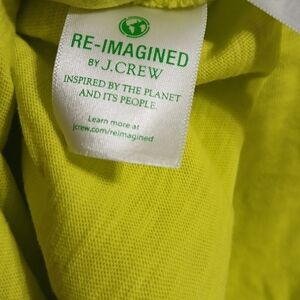 RE-IMAGINED
BY J.CREW
INSPIRED BY THE PLANET
AND ITS PEOPLE.
Learn more at
jcrew.com/reimagined